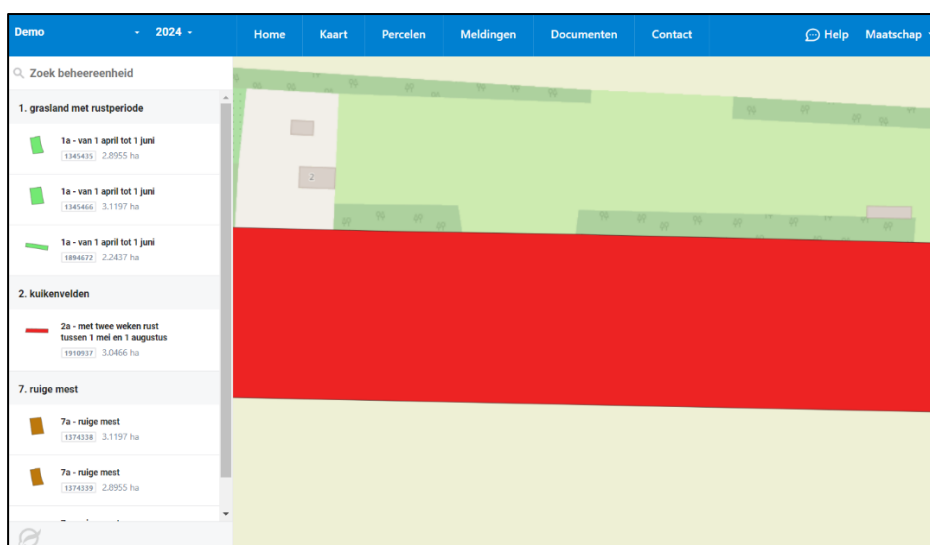 Demo 2024 Home Kaart Percelen Meldingen Documenten Contact Help Maatschap
Zoek beheereenheid
1. grasland met rustperiode
1a - van 1 april tot 1 juni
1345435 2.8955 ha
1a - van 1 april tot 1 juni
1345466 3.1197 ha
1a - van 1 april tot 1 juni
1894672 2.2437 ha
2. kuikenvelden
2a - met twee weken rust
tussen 1 mei en 1 augustus
1910937 3.0466 ha
7. ruige mest
7a - ruige mest
1374338 3.1197 ha
7a - ruige mest
1374339 2.8955 ha
2